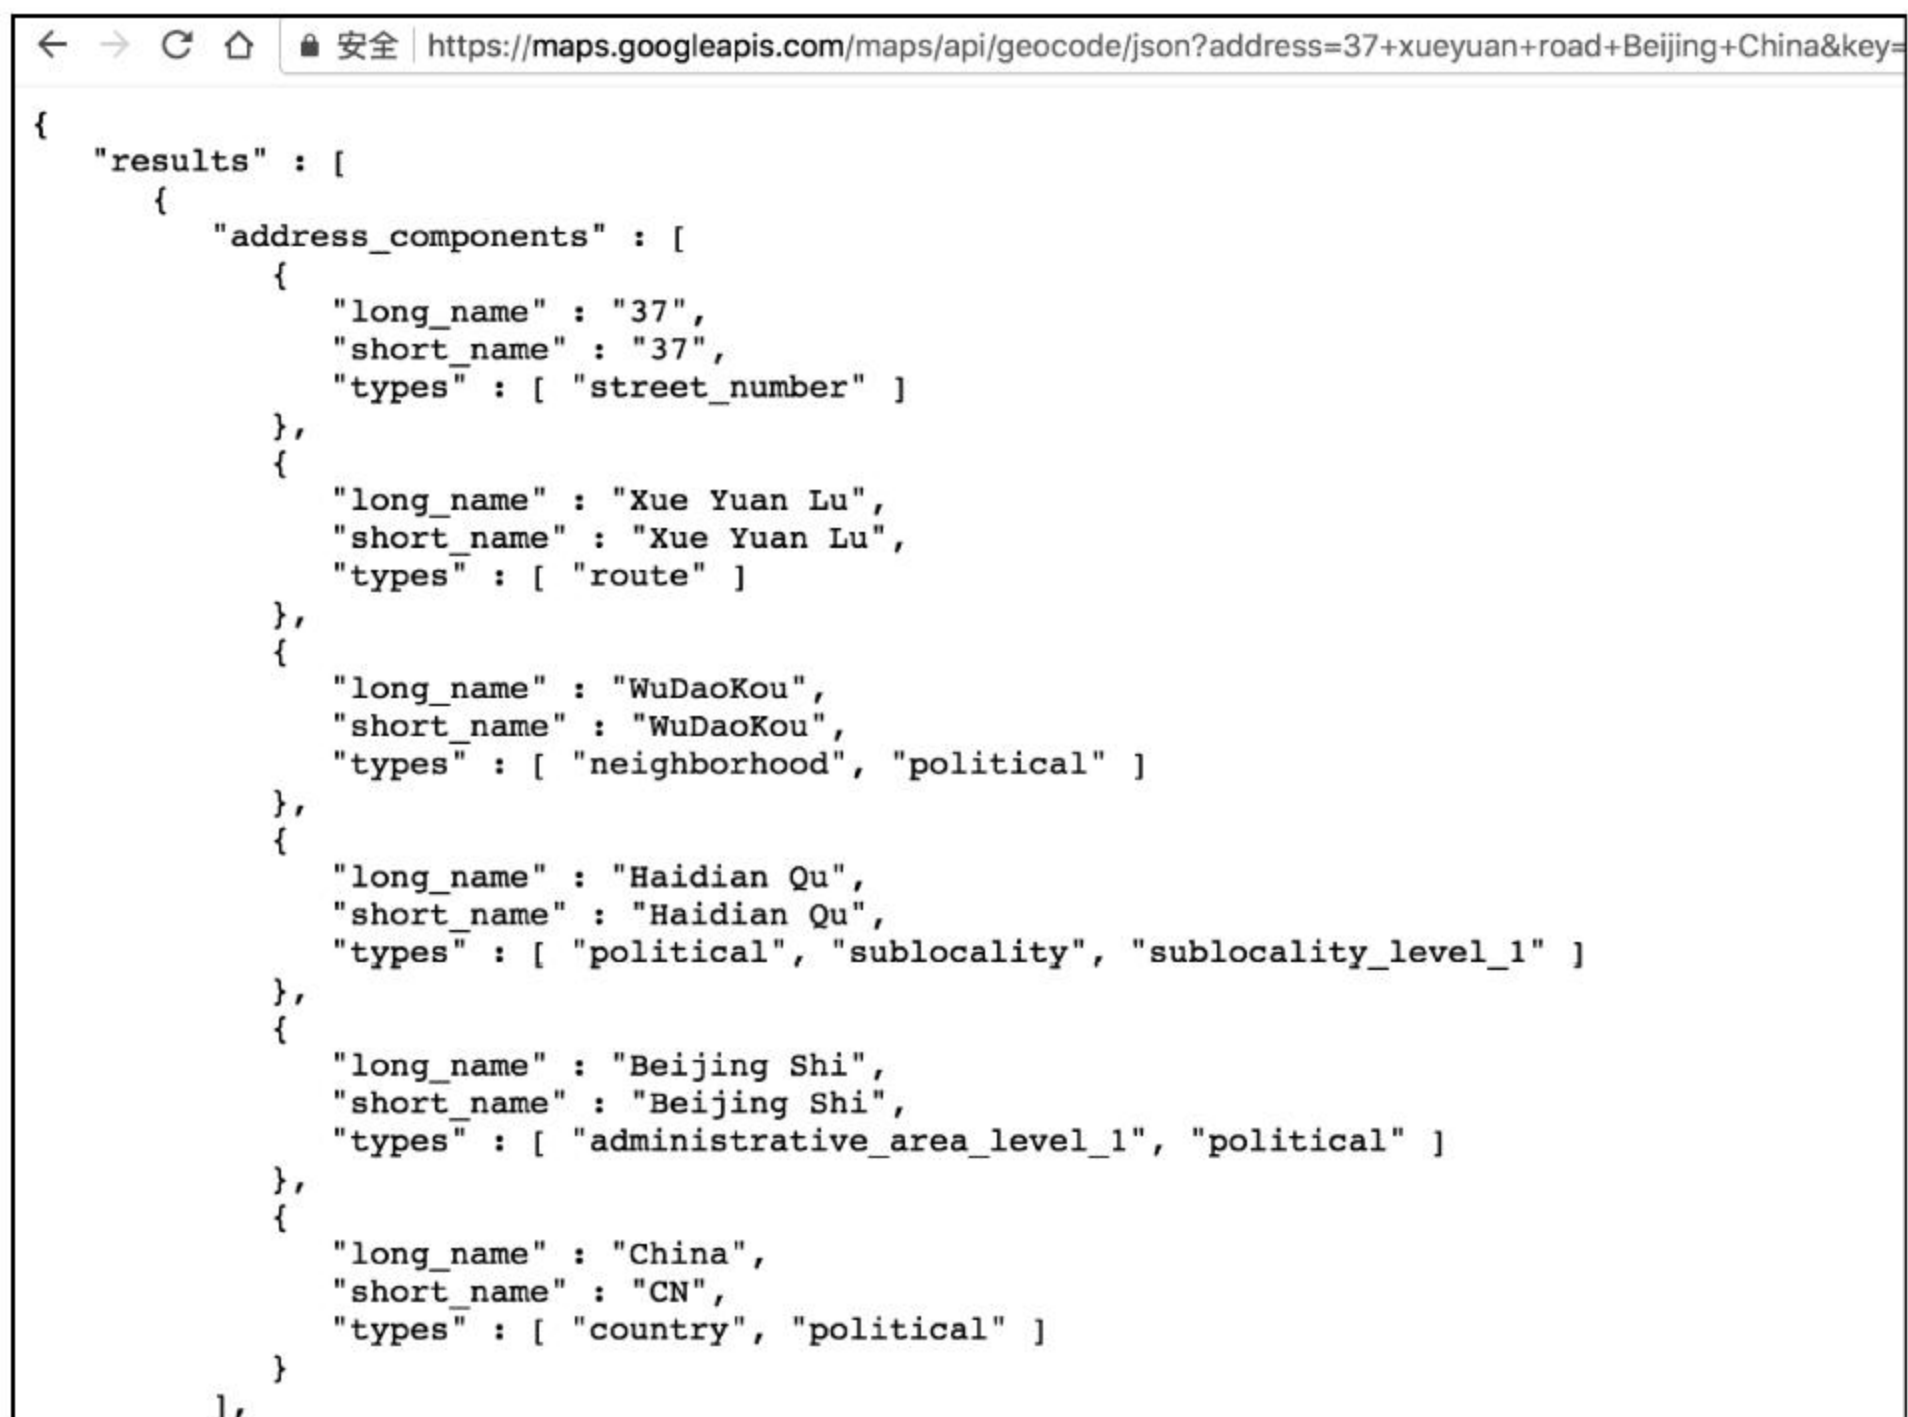 安全 https://maps.googleapis.com/maps/api/geocode/json?address=37+xueyuan+road+Beijing+China&key=
{
"results" : [
{
"address_components" : [
{
"long_name" : "37",
"short_name" : "37",
"types" : [ "street_number" ]
},
{
"long_name" : "Xue Yuan Lu",
"short_name" : "Xue Yuan Lu",
"types" : [ "route" ]
},
{
"long_name" : "WuDaoKou",
"short_name" : "WuDaoKou",
"types" : [ "neighborhood", "political" ]
},
{
"long_name" : "Haidian Qu",
"short_name" : "Haidian Qu",
"types" : [ "political", "sublocality", "sublocality_level_1" ]
},
{
"long_name" : "Beijing Shi",
"short_name" : "Beijing Shi",
"types" : [ "administrative_area_level_1", "political" ]
},
{
"long_name" : "China",
"short_name" : "CN",
"types" : [ "country", "political" ]
}
],